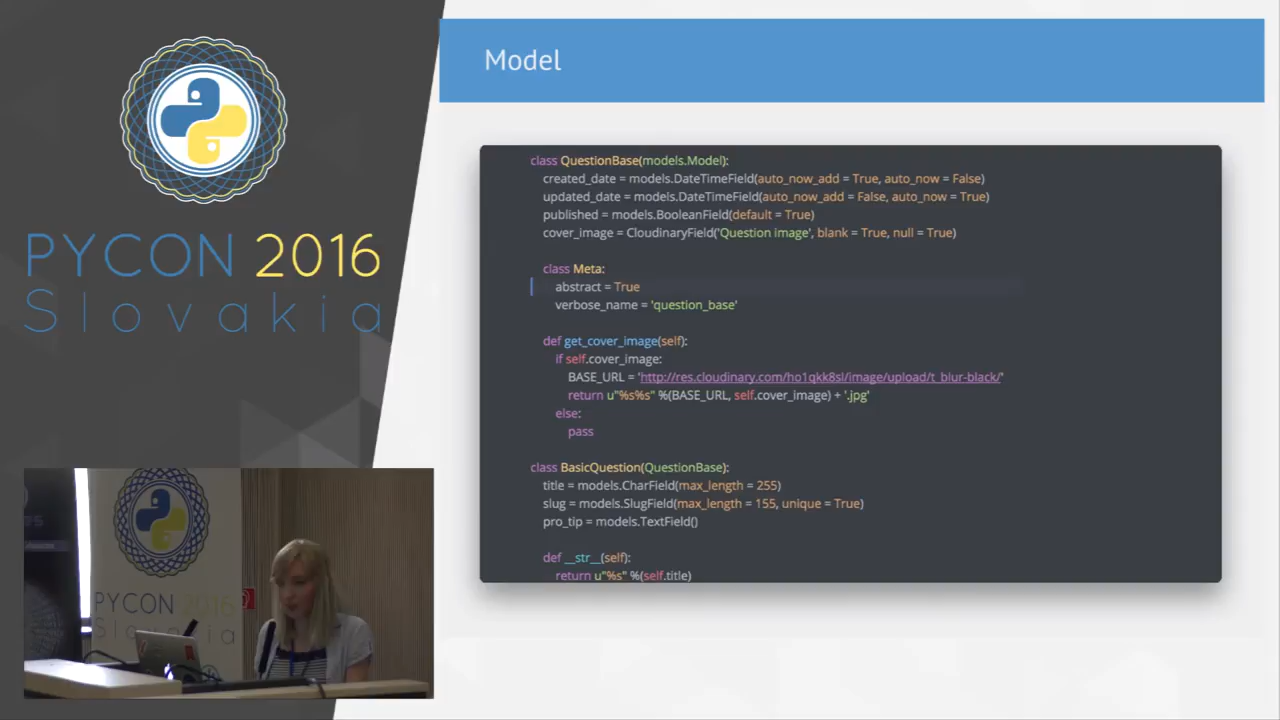 PYCON 2016
Slovakia
Model
class QuestionBase(models.Model):
created_date = models.DateTimeField(auto_now_add = True, auto_now = False)
updated_date = models.DateTimeField(auto_now_add = False, auto_now = True)
published = models.BooleanField(default = True)
cover_image = CloudinaryField('Question image', blank = True, null = True)
class Meta:
abstract = True
verbose_name = 'question_base'
def get_cover_image(self):
if self.cover_image:
BASE_URL = 'http://res.cloudinary.com/ho1qkk8sl/image/upload/t_blur-black/'
return u"%s%s" %(BASE_URL, self.cover_image) + '.jpg'
else:
pass
class BasicQuestion(QuestionBase):
title = models.CharField(max_length = 255)
slug = models.SlugField(max_length = 155, unique = True)
pro_tip = models.TextField()
def __str__(self):
return u"%s" %(self.title)
PYCON 2016
Slovakia